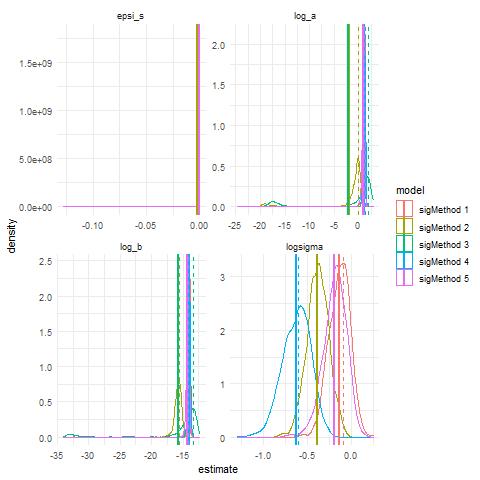 epsi_s
log_a
1.5e+09
1.0e+09
5.0e+08
0.0e+00
-0.10
-0.05
0.00
2.0
1.5
1.0
0.5
0.0
-25
-20
-15
-10
-5
0
density
log_b
logsigma
2.5
2.0
1.5
1.0
0.5
0.0
-35
-30
-25
-20
-15
3
2
1
0
-1.0
-0.5
0.0
estimate
model
sigMethod 1
sigMethod 2
sigMethod 3
sigMethod 4
sigMethod 5